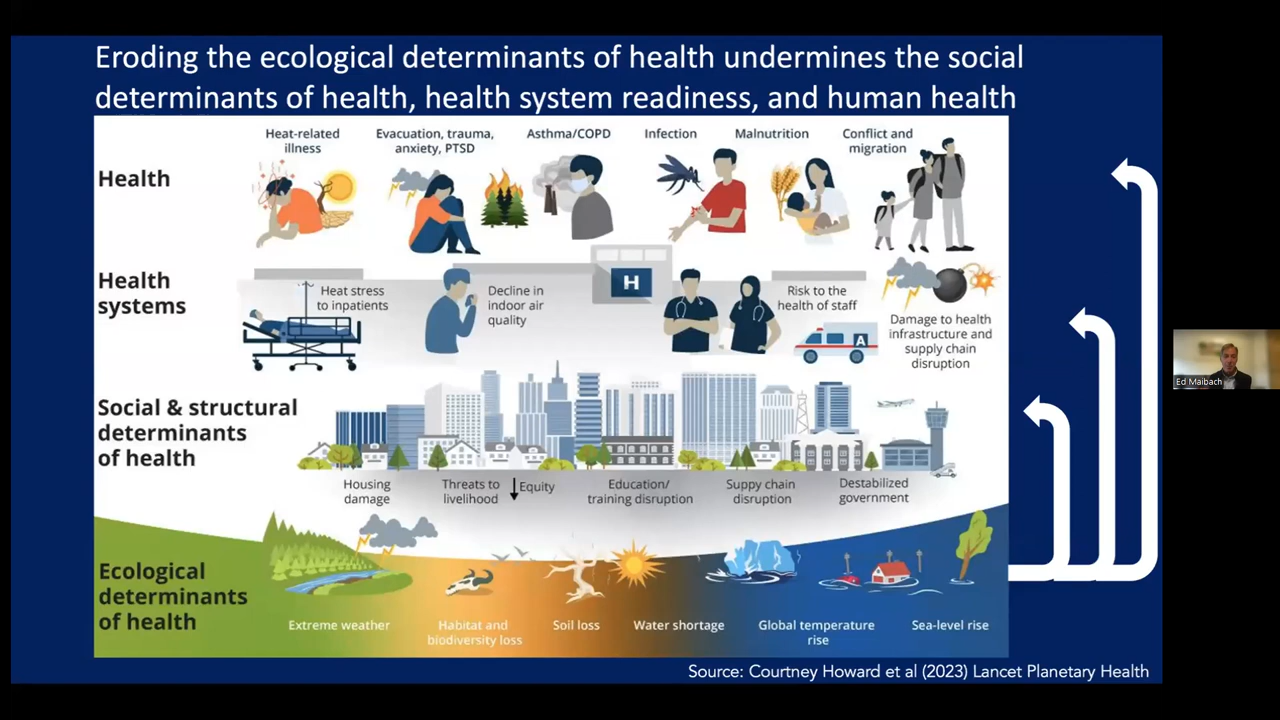 Eroding the ecological determinants of health undermines the social
determinants of health, health system readiness, and human health
Health
Heat-related
illness
Evacuation, trauma,
anxiety, PTSD
Asthma/COPD
Infection
Malnutrition
Conflict and
migration
Health
systems
Heat stress
to inpatients
Decline in
indoor air
quality
H
Risk to the
health of staff
A
Damage to health
infrastructure and
supply chain
disruption
Social & structural
determinants
of health
Housing
damage
Threats to
livelihood
Equity
Education/
training disruption
Suppy chain
disruption
Destabilized
government
Ecological
determinants
of health
Extreme weather
Habitat and
biodiversity loss
Soil loss
Water shortage
Global temperature
rise
Sea-level rise
Source: Courtney Howard et al (2023) Lancet Planetary Health
Ed Maibach